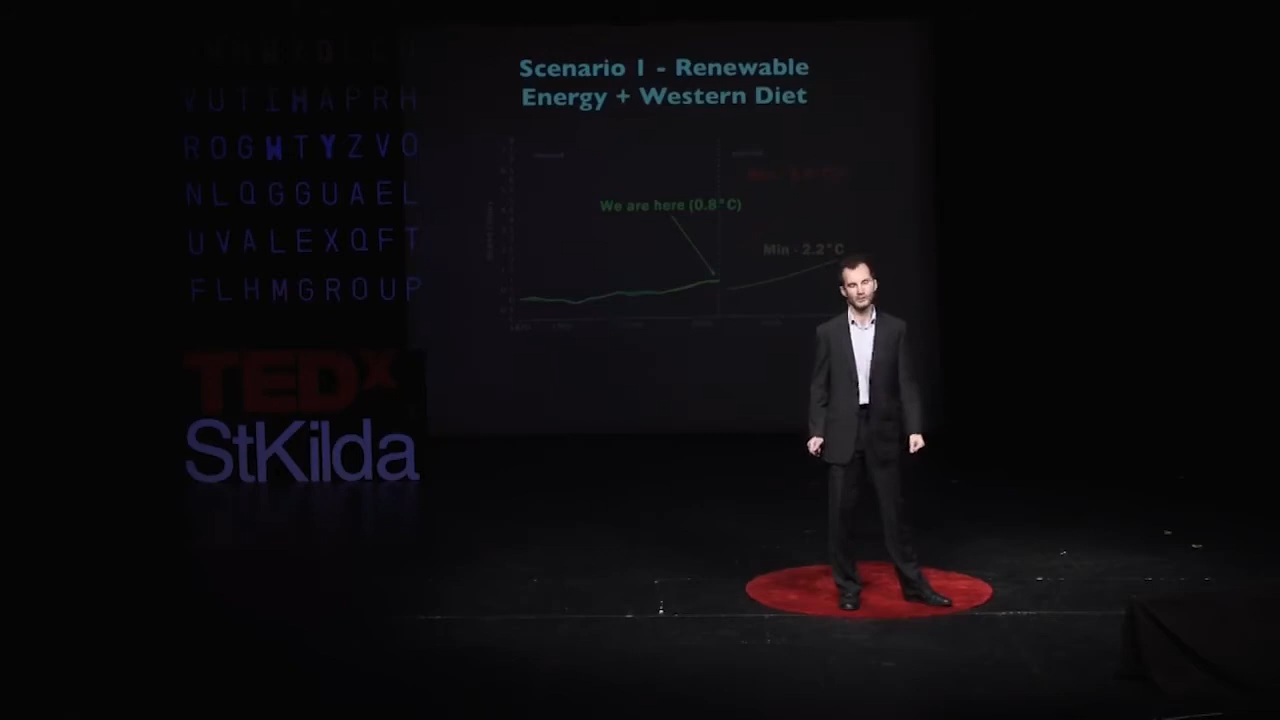 Scenario 1 - Renewable
Energy + Western Diet
VUTIHAPRH
ROGWTYZVO
NLQGGUAEL
UVALEXQFT
FLHMGROUP
We are here (0.8°C)
Min - 2.2°C
TEDx
StKilda